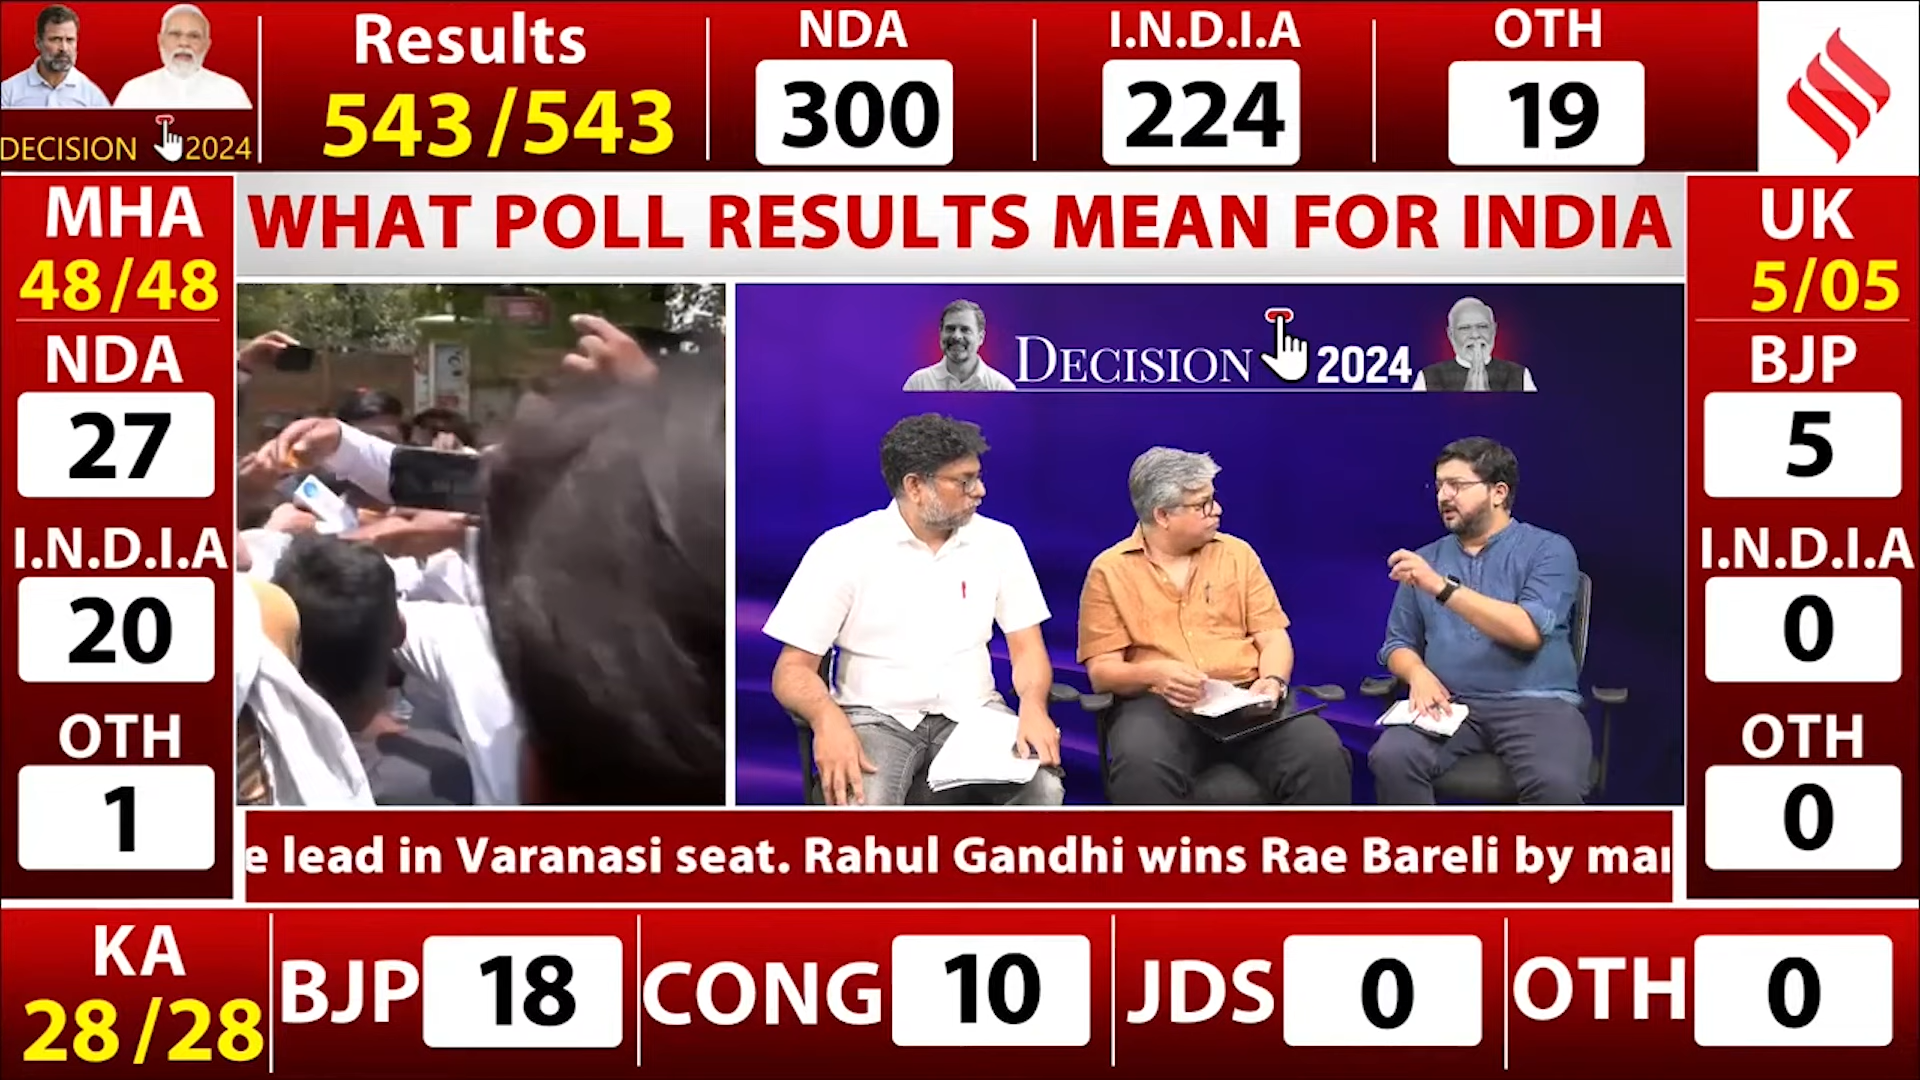 Results
543/543
NDA
300
I.N.D.I.A
224
OTH
19
DECISION 2024
MHA
48/48
NDA
27
I.N.D.I.A
20
OTH
1
WHAT POLL RESULTS MEAN FOR INDIA
DECISION 2024
UK
5/05
BJP
5
I.N.D.I.A
0
OTH
0
e lead in Varanasi seat. Rahul Gandhi wins Rae Bareli by mar
KA
28/28
BJP 18
CONG 10
JDS 0
OTH 0